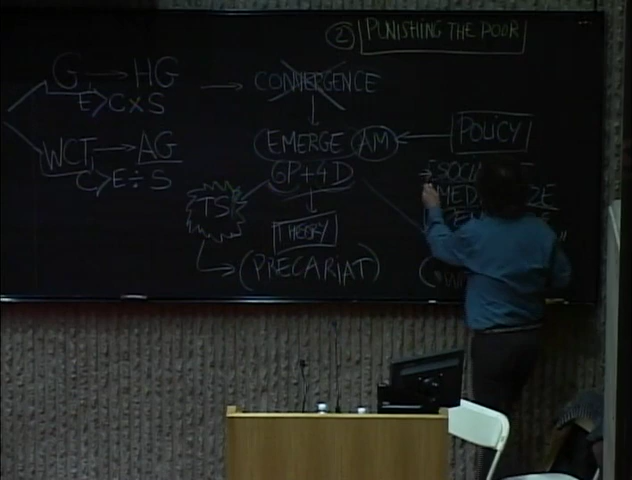 ② PUNISHING THE POOR
G → HG → CONVERGENCE
E>C×S
EMERGE AM ← POLICY
WCT → AG
C>E÷S
GP+4D
TS
THEORY
(PRECARIAT)